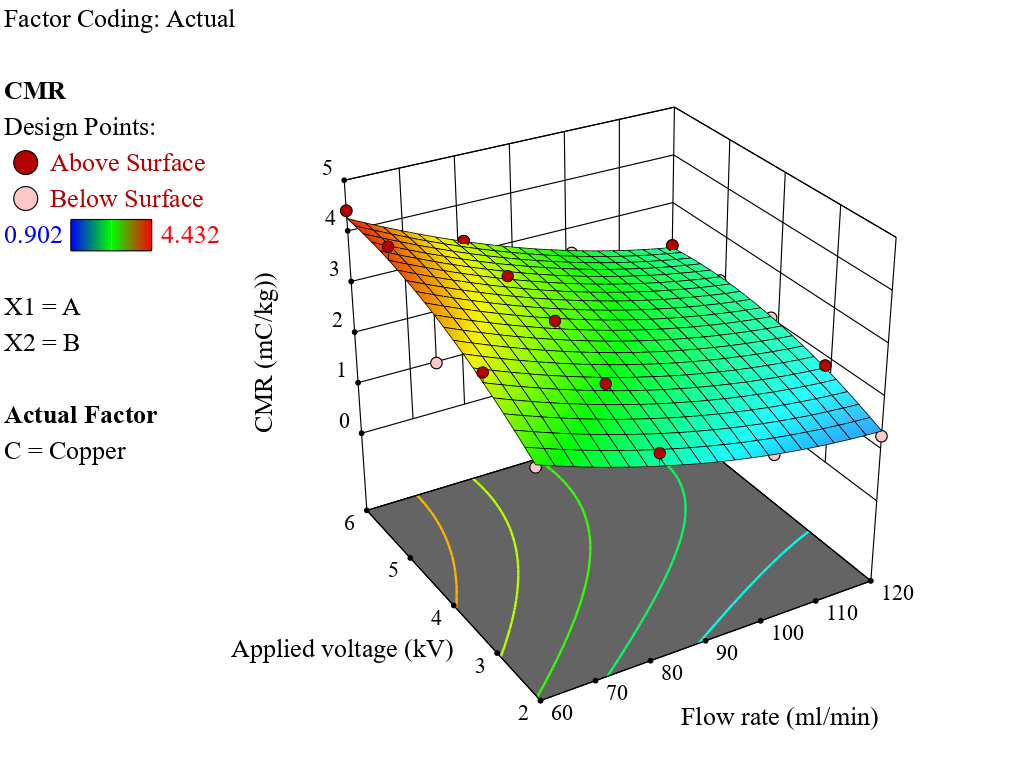 Factor Coding: Actual
CMR
Design Points:
Above Surface
Below Surface
0.902 4.432
X1 = A
X2 = B
Actual Factor
C = Copper
CMR (mC/kg))
5
4
3
2
1
0
6
5
4
3
2
Applied voltage (kV)
60
70
80
90
100
110
120
Flow rate (ml/min)